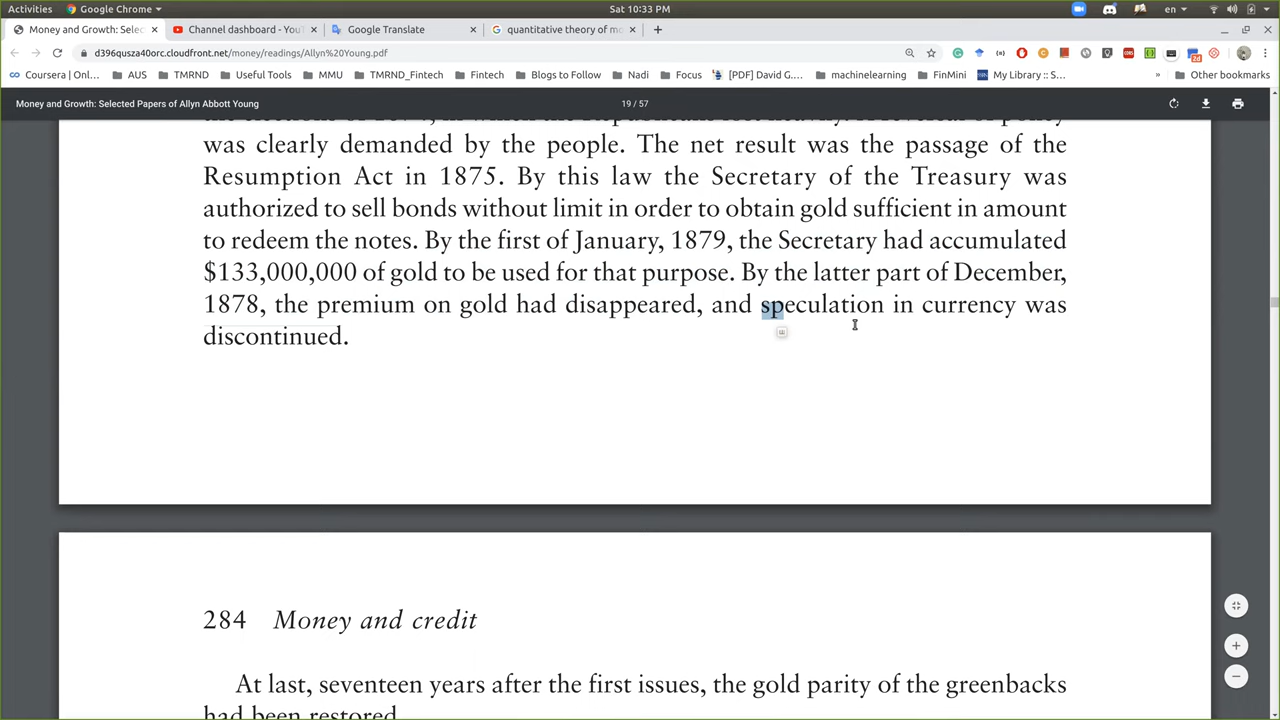 Activities
Google Chrome
Sat 10:33 PM
en
Money and Growth: Selec
Channel dashboard - YouT
Google Translate
quantitative theory of mo
d396qusza40orc.cloudfront.net/money/readings/Allyn%20Young.pdf
Coursera | Onl...
AUS
TMRND
Useful Tools
MMU
TMRND_Fintech
Fintech
Blogs to Follow
Nadi
Focus
[PDF] David G....
machinelearning
FinMini
My Library :: S...
»
Other bookmarks
Money and Growth: Selected Papers of Allyn Abbott Young
19 / 57
was clearly demanded by the people. The net result was the passage of the
Resumption Act in 1875. By this law the Secretary of the Treasury was
authorized to sell bonds without limit in order to obtain gold sufficient in amount
to redeem the notes. By the first of January, 1879, the Secretary had accumulated
$133,000,000 of gold to be used for that purpose. By the latter part of December,
1878, the premium on gold had disappeared, and speculation in currency was
discontinued.
284 Money and credit
At last, seventeen years after the first issues, the gold parity of the greenbacks
had been restored.